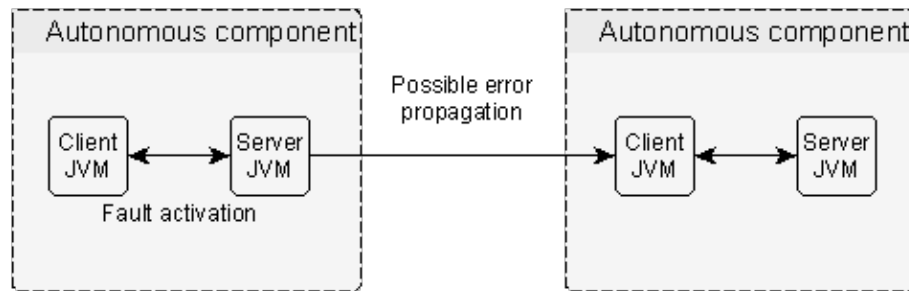 Autonomous component
Autonomous component
Possible error
propagation
Client
JVM
Server
JVM
Client
JVM
Server
JVM
Fault activation